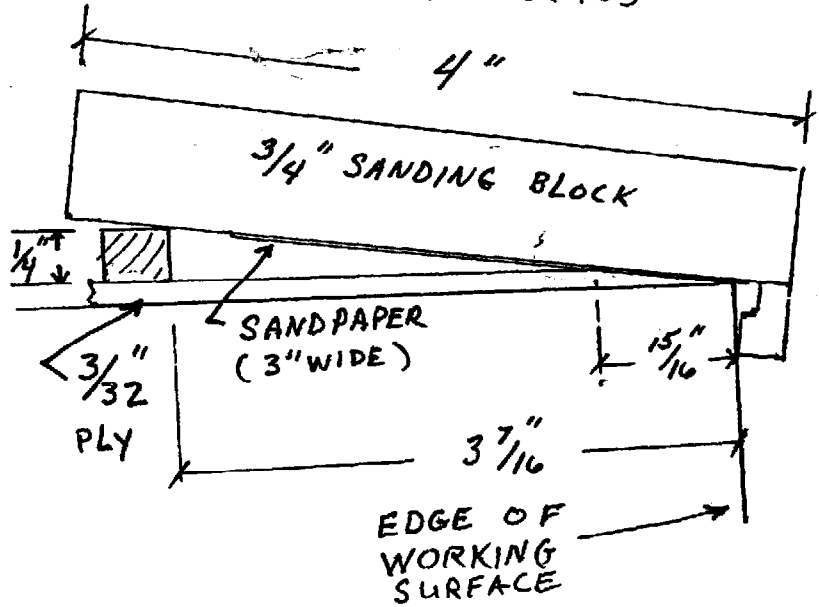 4"
3/4" SANDING BLOCK
1/4"
SANDPAPER
(3" WIDE)
15/16"
3/32"
PLY
3 7/16"
EDGE OF
WORKING
SURFACE